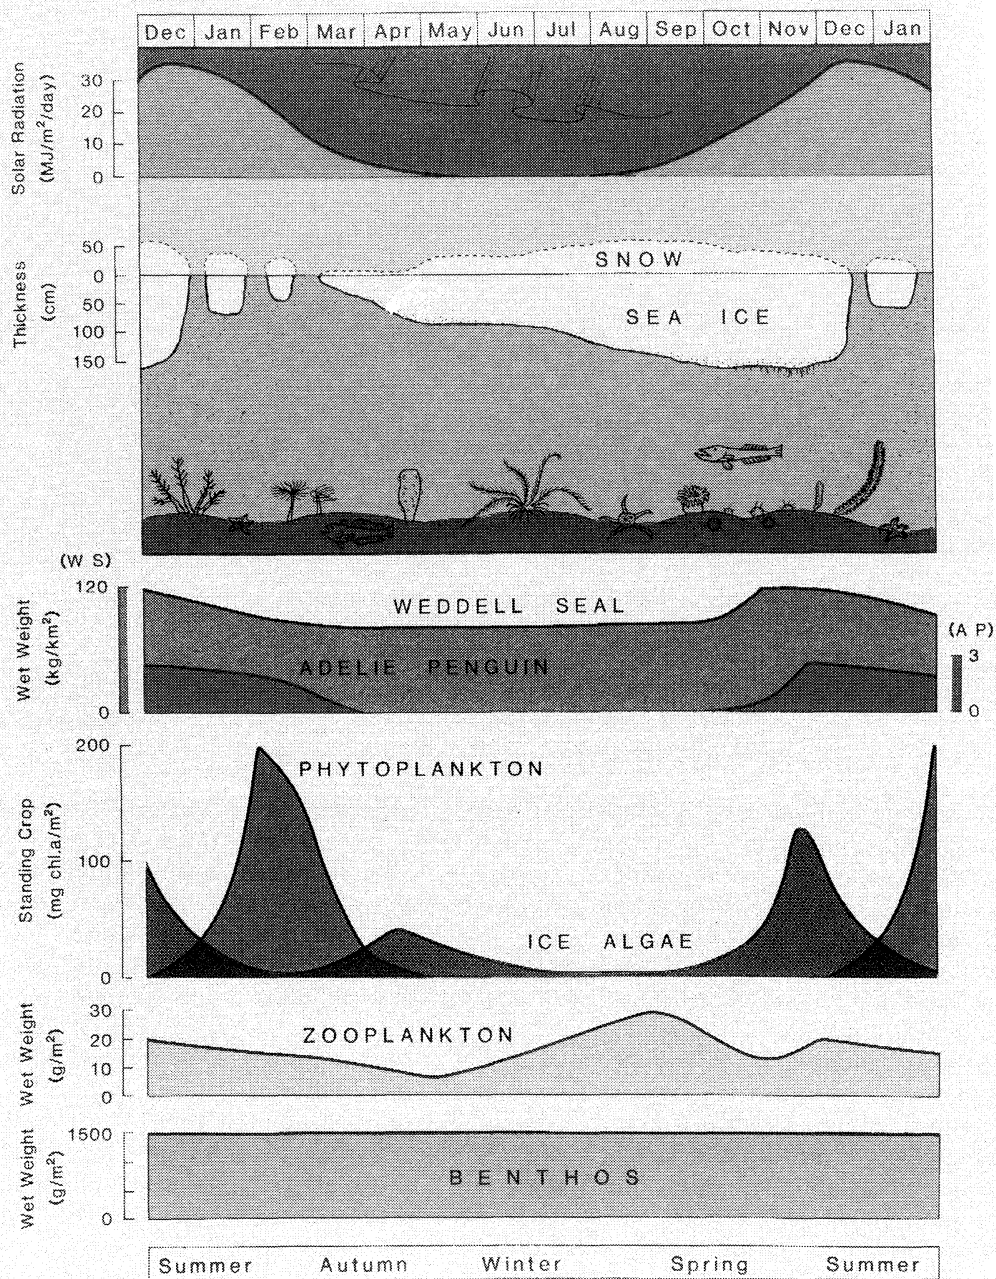 Dec Jan Feb Mar Apr May Jun Jul Aug Sep Oct Nov Dec Jan
Solar Radiation
(MJ/m²/day)
30
20
10
0
Thickness
(cm)
50
0
50
100
150
SNOW
SEA ICE
(W S)
Wet Weight
(kg/km²)
120
0
WEDDELL SEAL
ADELIE PENGUIN
(A P)
3
0
Standing Crop
(mg chl.a/m²)
200
100
0
PHYTOPLANKTON
ICE ALGAE
Wet Weight
(g/m²)
30
20
10
0
ZOOPLANKTON
Wet Weight
(g/m²)
1500
0
BENTHOS
Summer Autumn Winter Spring Summer